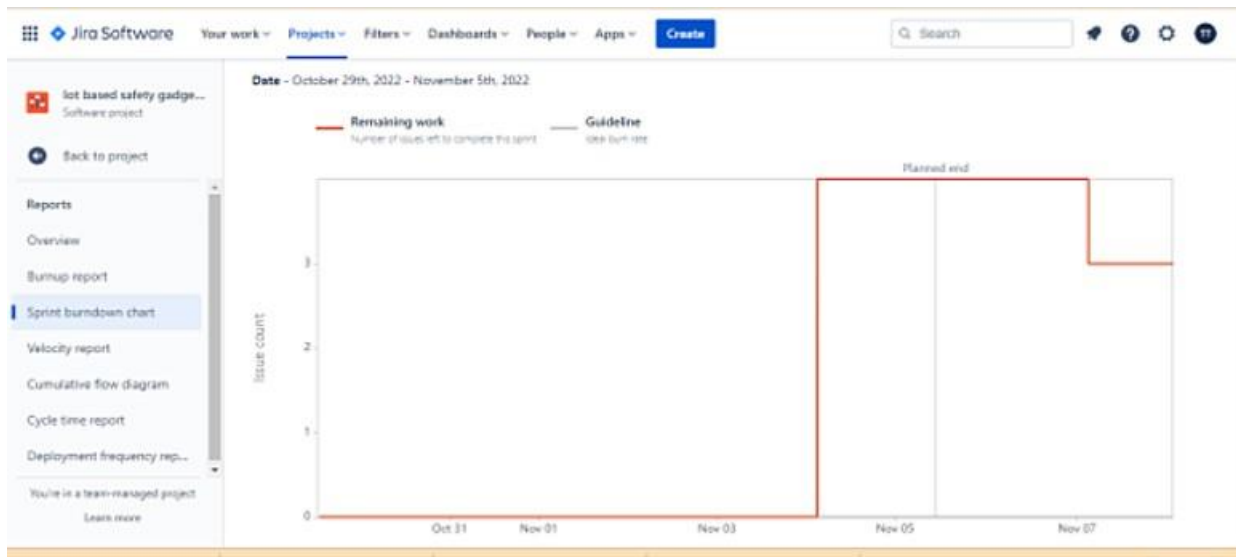 Jira Software Your work Projects Filters Dashboards People Apps Create Search
Iot based safety gadge...
Software project
Back to project
Reports
Overview
Burnup report
Sprint burndown chart
Velocity report
Cumulative flow diagram
Cycle time report
Deployment frequency rep...
You're in a team-managed project
Learn more
Date - October 29th, 2022 - November 5th, 2022
Remaining work
Number of issues left to complete this sprint
Guideline
Ideal burn rate
Planned end
Issue count
3
2
1
0
Oct 31 Nov 01 Nov 03 Nov 05 Nov 07